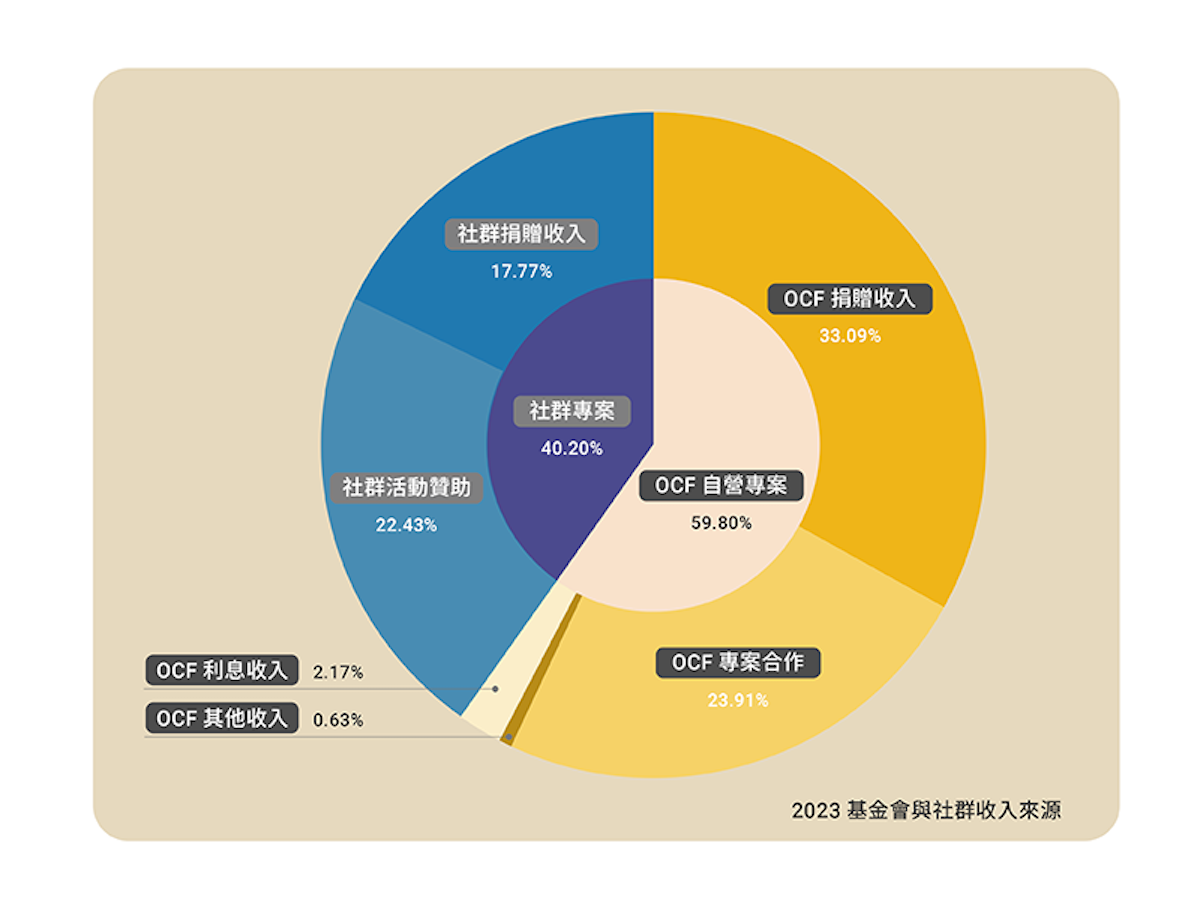 社群捐贈收入
17.77%
OCF 捐贈收入
33.09%
社群專案
40.20%
OCF 自營專案
59.80%
社群活動贊助
22.43%
OCF 專案合作
23.91%
OCF 利息收入 2.17%
OCF 其他收入 0.63%
2023 基金會與社群收入來源